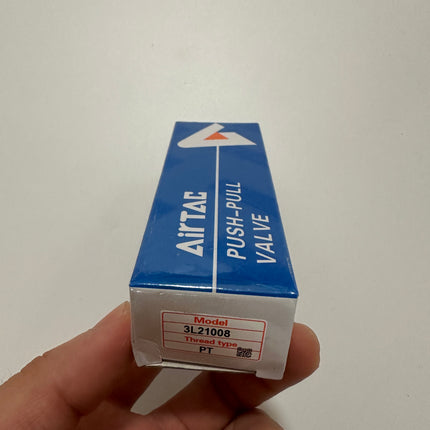 AirTAC
PUSH-PULL
VALVE
Model
3L21008
Thread type
PT